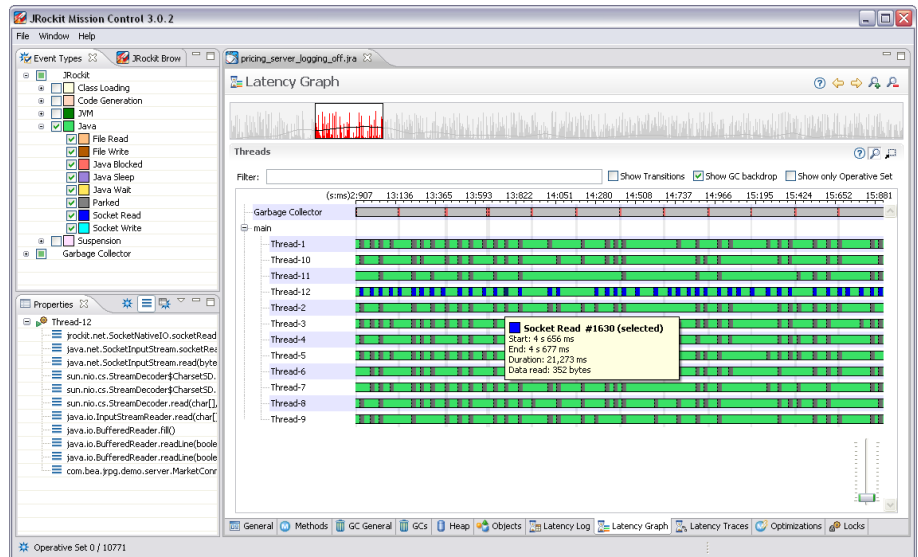 JRockit Mission Control 3.0.2
File Window Help
Event Types JRockit Brow
JRockit
Class Loading
Code Generation
JVM
Java
File Read
File Write
Java Blocked
Java Sleep
Java Wait
Parked
Socket Read
Socket Write
Suspension
Garbage Collector
Properties
Thread-12
jrockit.net.SocketNativeIO.socketRead
java.net.SocketInputStream.socketRea
java.net.SocketInputStream.read(byte
sun.nio.cs.StreamDecoder$CharsetSD.
sun.nio.cs.StreamDecoder$CharsetSD.
sun.nio.cs.StreamDecoder.read(char[],
java.io.InputStreamReader.read(char[]
java.io.BufferedReader.fill()
java.io.BufferedReader.readLine(boole
java.io.BufferedReader.readLine(boole
com.bea.jrpg.demo.server.MarketConr
pricing_server_logging_off.jra
Latency Graph
Threads
Filter: Show Transitions Show GC backdrop Show only Operative Set
(s:ms)2:907 13:136 13:365 13:593 13:822 14:051 14:280 14:508 14:737 14:966 15:195 15:424 15:652 15:881
Garbage Collector
main
Thread-1
Thread-10
Thread-11
Thread-12
Thread-2
Thread-3
Thread-4
Thread-5
Thread-6
Thread-7
Thread-8
Thread-9
Socket Read #1630 (selected)
Start: 4 s 656 ms
End: 4 s 677 ms
Duration: 21,273 ms
Data read: 352 bytes
General Methods GC General GCs Heap Objects Latency Log Latency Graph Latency Traces Optimizations Locks
Operative Set 0 / 10771